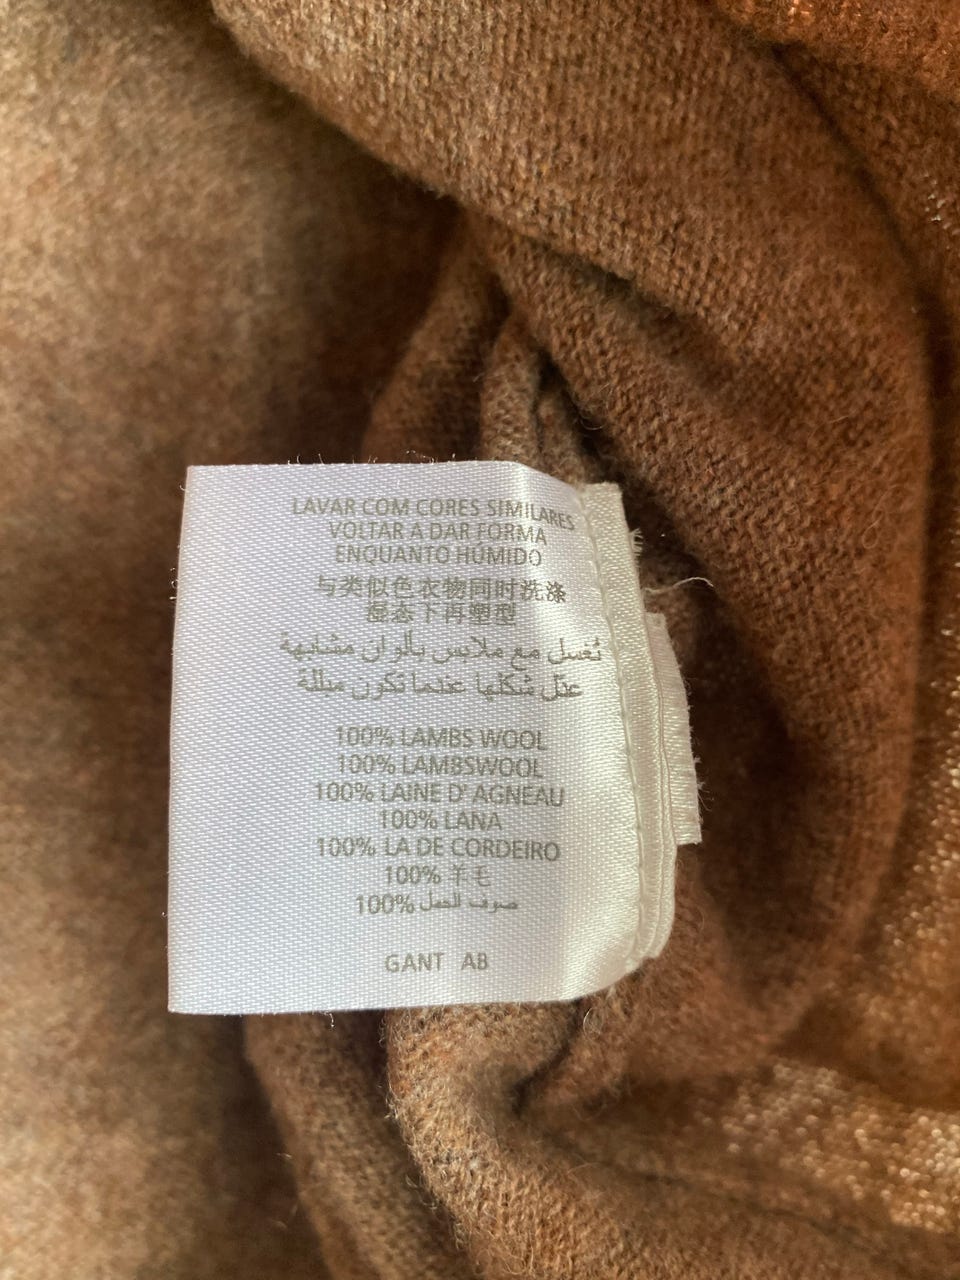 LAVAR COM CORES SIMILARES
VOLTAR A DAR FORMA
ENQUANTO HÚMIDO
与类似色衣物同时洗涤
湿态下再塑型
تُغسل مع ملابس بألوان مشابهة
عدّل شكلها عندما تكون مبللة
100% LAMBS WOOL
100% LAMBSWOOL
100% LAINE D' AGNEAU
100% LANA
100% LA DE CORDEIRO
100% 羊毛
100% صوف الحمل
GANT AB